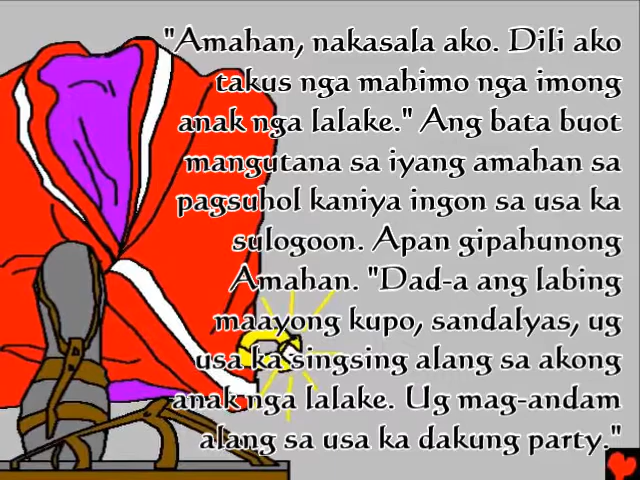 "Amahan, nakasala ako. Dili ako
takus nga mahimo nga imong
anak nga lalake." Ang bata buot
mangutana sa iyang amahan sa
pagsuhol kaniya ingon sa usa ka
sulogoon. Apan gipahunong
Amahan. "Dad-a ang labing
maayong kupo, sandalyas, ug
usa ka singsing alang sa akong
anak nga lalake. Ug mag-andam
alang sa usa ka dakung party."